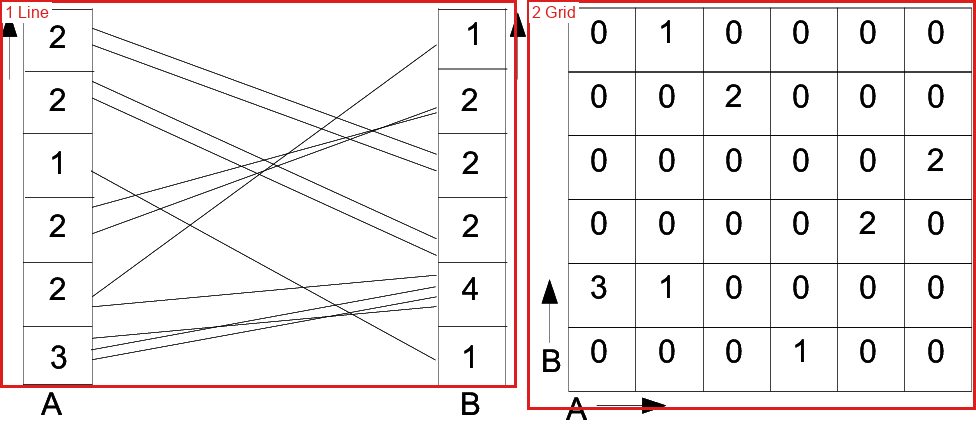 1 Line
2 Grid
2 1
2 2
1 2
2 2
2 4
3 1
A B
0 1 0 0 0 0
0 0 2 0 0 0
0 0 0 0 0 2
0 0 0 0 2 0
3 1 0 0 0 0
0 0 0 1 0 0
B
A